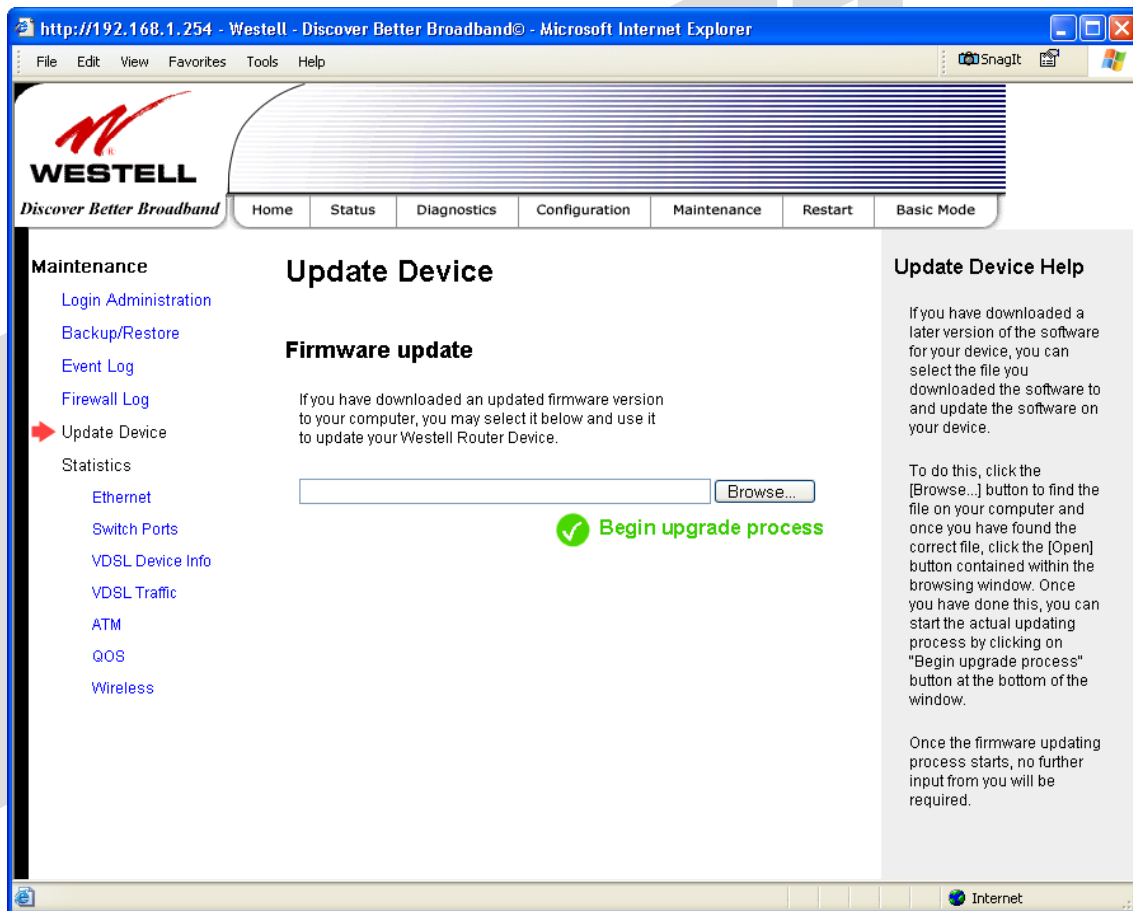 http://192.168.1.254 - Westell - Discover Better Broadband© - Microsoft Internet Explorer
File Edit View Favorites Tools Help
SnagIt
WESTELL
®
Discover Better Broadband
Home Status Diagnostics Configuration Maintenance Restart Basic Mode
Maintenance
Login Administration
Backup/Restore
Event Log
Firewall Log
Update Device
Statistics
Ethernet
Switch Ports
VDSL Device Info
VDSL Traffic
ATM
QOS
Wireless
Update Device
Firmware update
If you have downloaded an updated firmware version
to your computer, you may select it below and use it
to update your Westell Router Device.
Browse...
Begin upgrade process
Update Device Help
If you have downloaded a
later version of the software
for your device, you can
select the file you
downloaded the software to
and update the software on
your device.
To do this, click the
[Browse...] button to find the
file on your computer and
once you have found the
correct file, click the [Open]
button contained within the
browsing window. Once
you have done this, you can
start the actual updating
process by clicking on
"Begin upgrade process"
button at the bottom of the
window.
Once the firmware updating
process starts, no further
input from you will be
required.
Internet